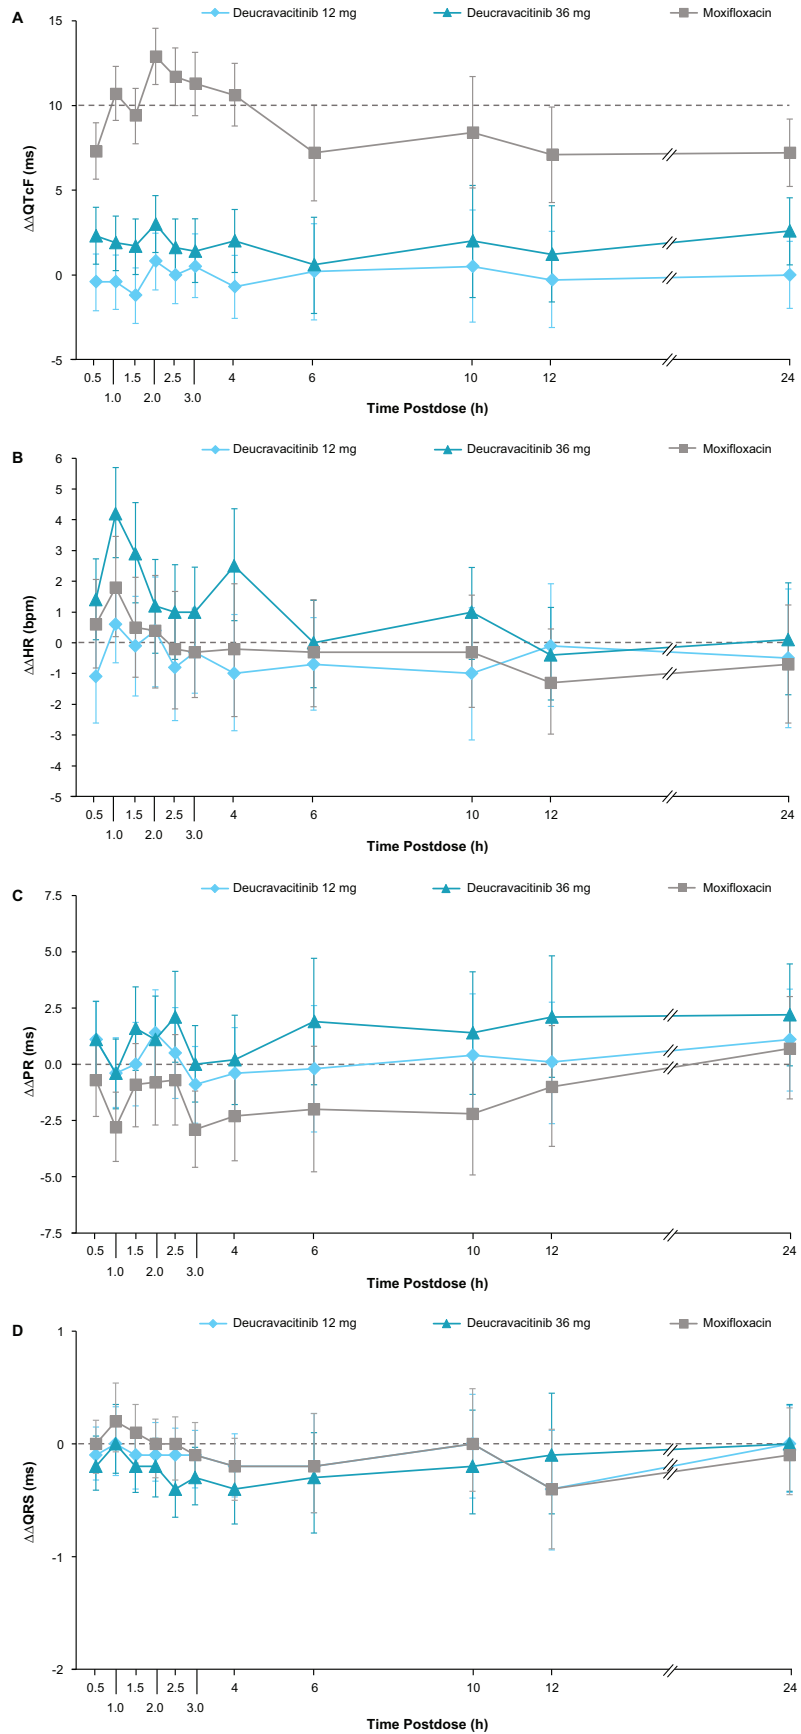 A
Deucravacitinib 12 mg Deucravacitinib 36 mg Moxifloxacin
15
10
5
0
-5
ΔΔQTcF (ms)
0.5 1.5 2.5 4 6 10 12 24
1.0 2.0 3.0
Time Postdose (h)
B
Deucravacitinib 12 mg Deucravacitinib 36 mg Moxifloxacin
6
5
4
3
2
1
0
-1
-2
-3
-4
-5
ΔΔHR (bpm)
0.5 1.5 2.5 4 6 10 12 24
1.0 2.0 3.0
Time Postdose (h)
C
Deucravacitinib 12 mg Deucravacitinib 36 mg Moxifloxacin
7.5
5.0
2.5
0.0
-2.5
-5.0
-7.5
ΔΔPR (ms)
0.5 1.5 2.5 4 6 10 12 24
1.0 2.0 3.0
Time Postdose (h)
D
Deucravacitinib 12 mg Deucravacitinib 36 mg Moxifloxacin
1
0
-1
-2
ΔΔQRS (ms)
0.5 1.5 2.5 4 6 10 12 24
1.0 2.0 3.0
Time Postdose (h)